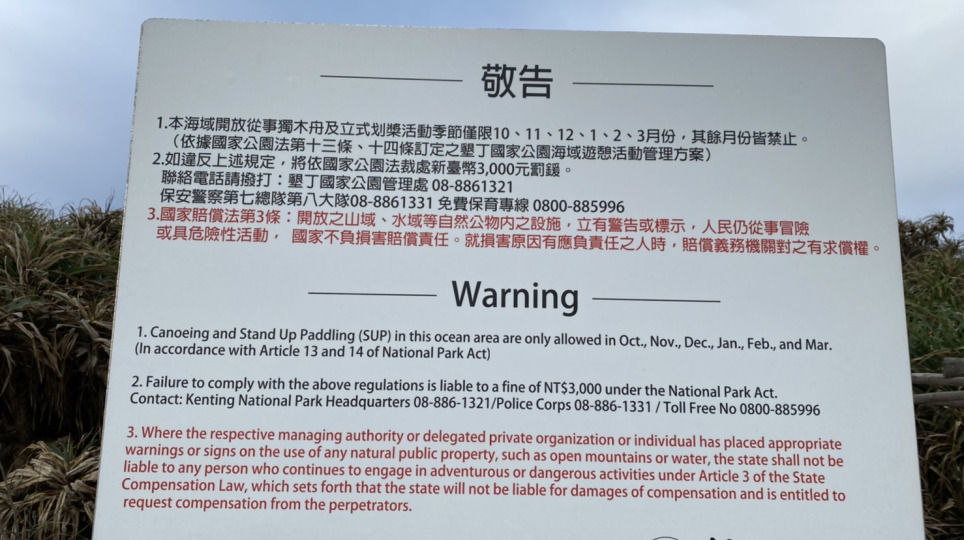 敬告
1.本海域開放從事獨木舟及立式划槳活動季節僅限10、11、12、1、2、3月份，其餘月份皆禁止。
（依據國家公園法第十三條、十四條訂定之墾丁國家公園海域遊憩活動管理方案）
2.如違反上述規定，將依國家公園法裁處新臺幣3,000元罰鍰。
聯絡電話請撥打：墾丁國家公園管理處 08-8861321
保安警察第七總隊第八大隊08-8861331 免費保育專線 0800-885996
3.國家賠償法第3條：開放之山域、水域等自然公物內之設施，立有警告或標示，人民仍從事冒險
或具危險性活動， 國家不負損害賠償責任。就損害原因有應負責任之人時，賠償義務機關對之有求償權。
Warning
1. Canoeing and Stand Up Paddling (SUP) in this ocean area are only allowed in Oct., Nov., Dec., Jan., Feb., and Mar.
(In accordance with Article 13 and 14 of National Park Act)
2. Failure to comply with the above regulations is liable to a fine of NT$3,000 under the National Park Act.
Contact: Kenting National Park Headquarters 08-886-1321/Police Corps 08-886-1331 / Toll Free No 0800-885996
3. Where the respective managing authority or delegated private organization or individual has placed appropriate
warnings or signs on the use of any natural public property, such as open mountains or water, the state shall not be
liable to any person who continues to engage in adventurous or dangerous activities under Article 3 of the State
Compensation Law, which sets forth that the state will not be liable for damages of compensation and is entitled to
request compensation from the perpetrators.